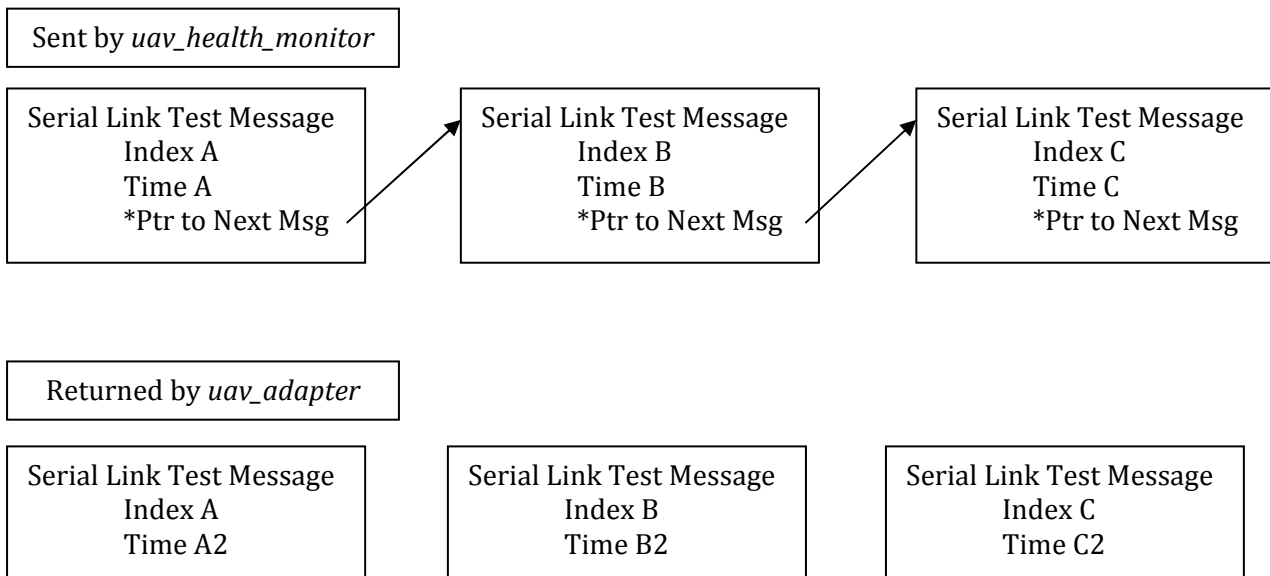 Sent by uav_health_monitor
Serial Link Test Message
Index A
Time A
*Ptr to Next Msg
Serial Link Test Message
Index B
Time B
*Ptr to Next Msg
Serial Link Test Message
Index C
Time C
*Ptr to Next Msg
Returned by uav_adapter
Serial Link Test Message
Index A
Time A2
Serial Link Test Message
Index B
Time B2
Serial Link Test Message
Index C
Time C2